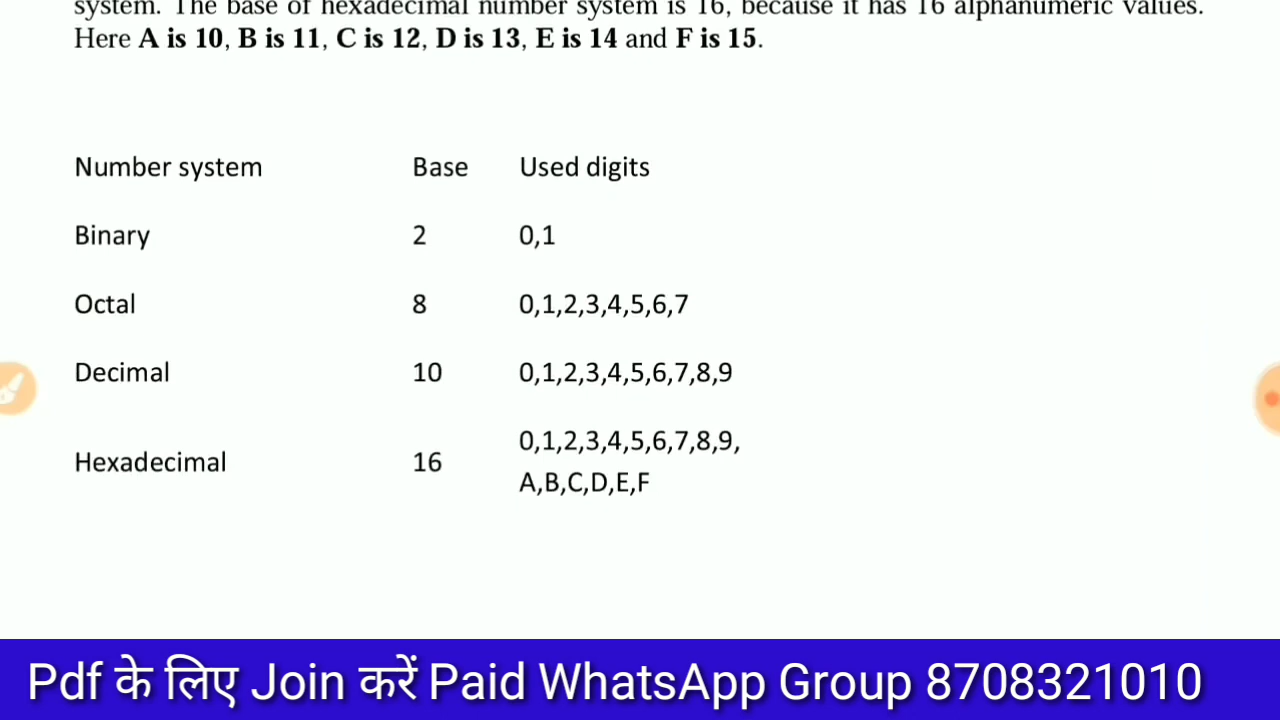 system. The base of hexadecimal number system is 16, because it has 16 alphanumeric values.
Here A is 10, B is 11, C is 12, D is 13, E is 14 and F is 15.
Number system Base Used digits
Binary 2 0,1
Octal 8 0,1,2,3,4,5,6,7
Decimal 10 0,1,2,3,4,5,6,7,8,9
Hexadecimal 16 0,1,2,3,4,5,6,7,8,9,
A,B,C,D,E,F
Pdf के लिए Join करें Paid WhatsApp Group 8708321010